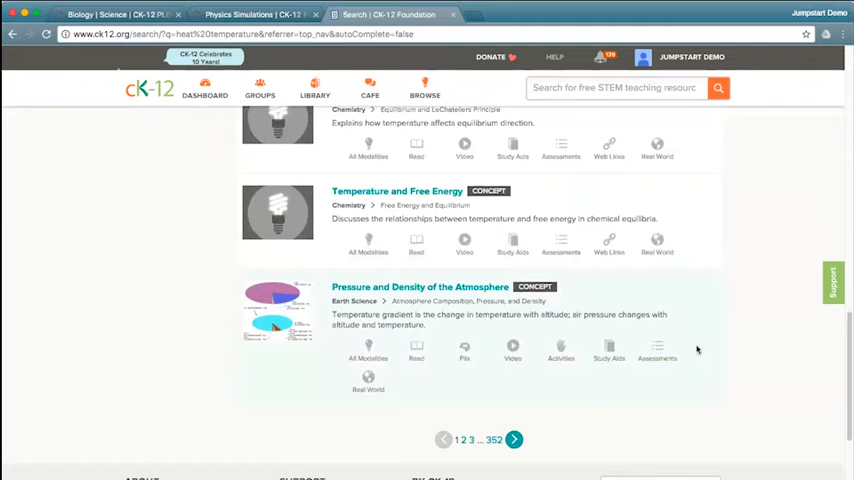 Biology | Science | CK-12 Pl
Physics Simulations | CK-12 F
Search | CK-12 Foundation
Jumpstart Demo
www.ck12.org/search/?q=heat%20temperature&referrer=top_nav&autoComplete=false
CK-12 Celebrates
10 Years!
DONATE
HELP
139
JUMPSTART DEMO
cK-12
DASHBOARD
GROUPS
LIBRARY
CAFE
BROWSE
Search for free STEM teaching resourc
Chemistry > Equilibrium and LeChateliers Principle
Explains how temperature affects equilibrium direction.
All Modalities Read Video Study Aids Assessments Web Links Real World
Temperature and Free Energy CONCEPT
Chemistry > Free Energy and Equilibrium
Discusses the relationships between temperature and free energy in chemical equilibria.
All Modalities Read Video Study Aids Assessments Web Links Real World
Pressure and Density of the Atmosphere CONCEPT
Earth Science > Atmosphere Composition, Pressure, and Density
Temperature gradient is the change in temperature with altitude; air pressure changes with
altitude and temperature.
All Modalities Read Plix Video Activities Study Aids Assessments
Real World
Support
1 2 3 ... 352
ABOUT
SUPPORT
BY CK-12